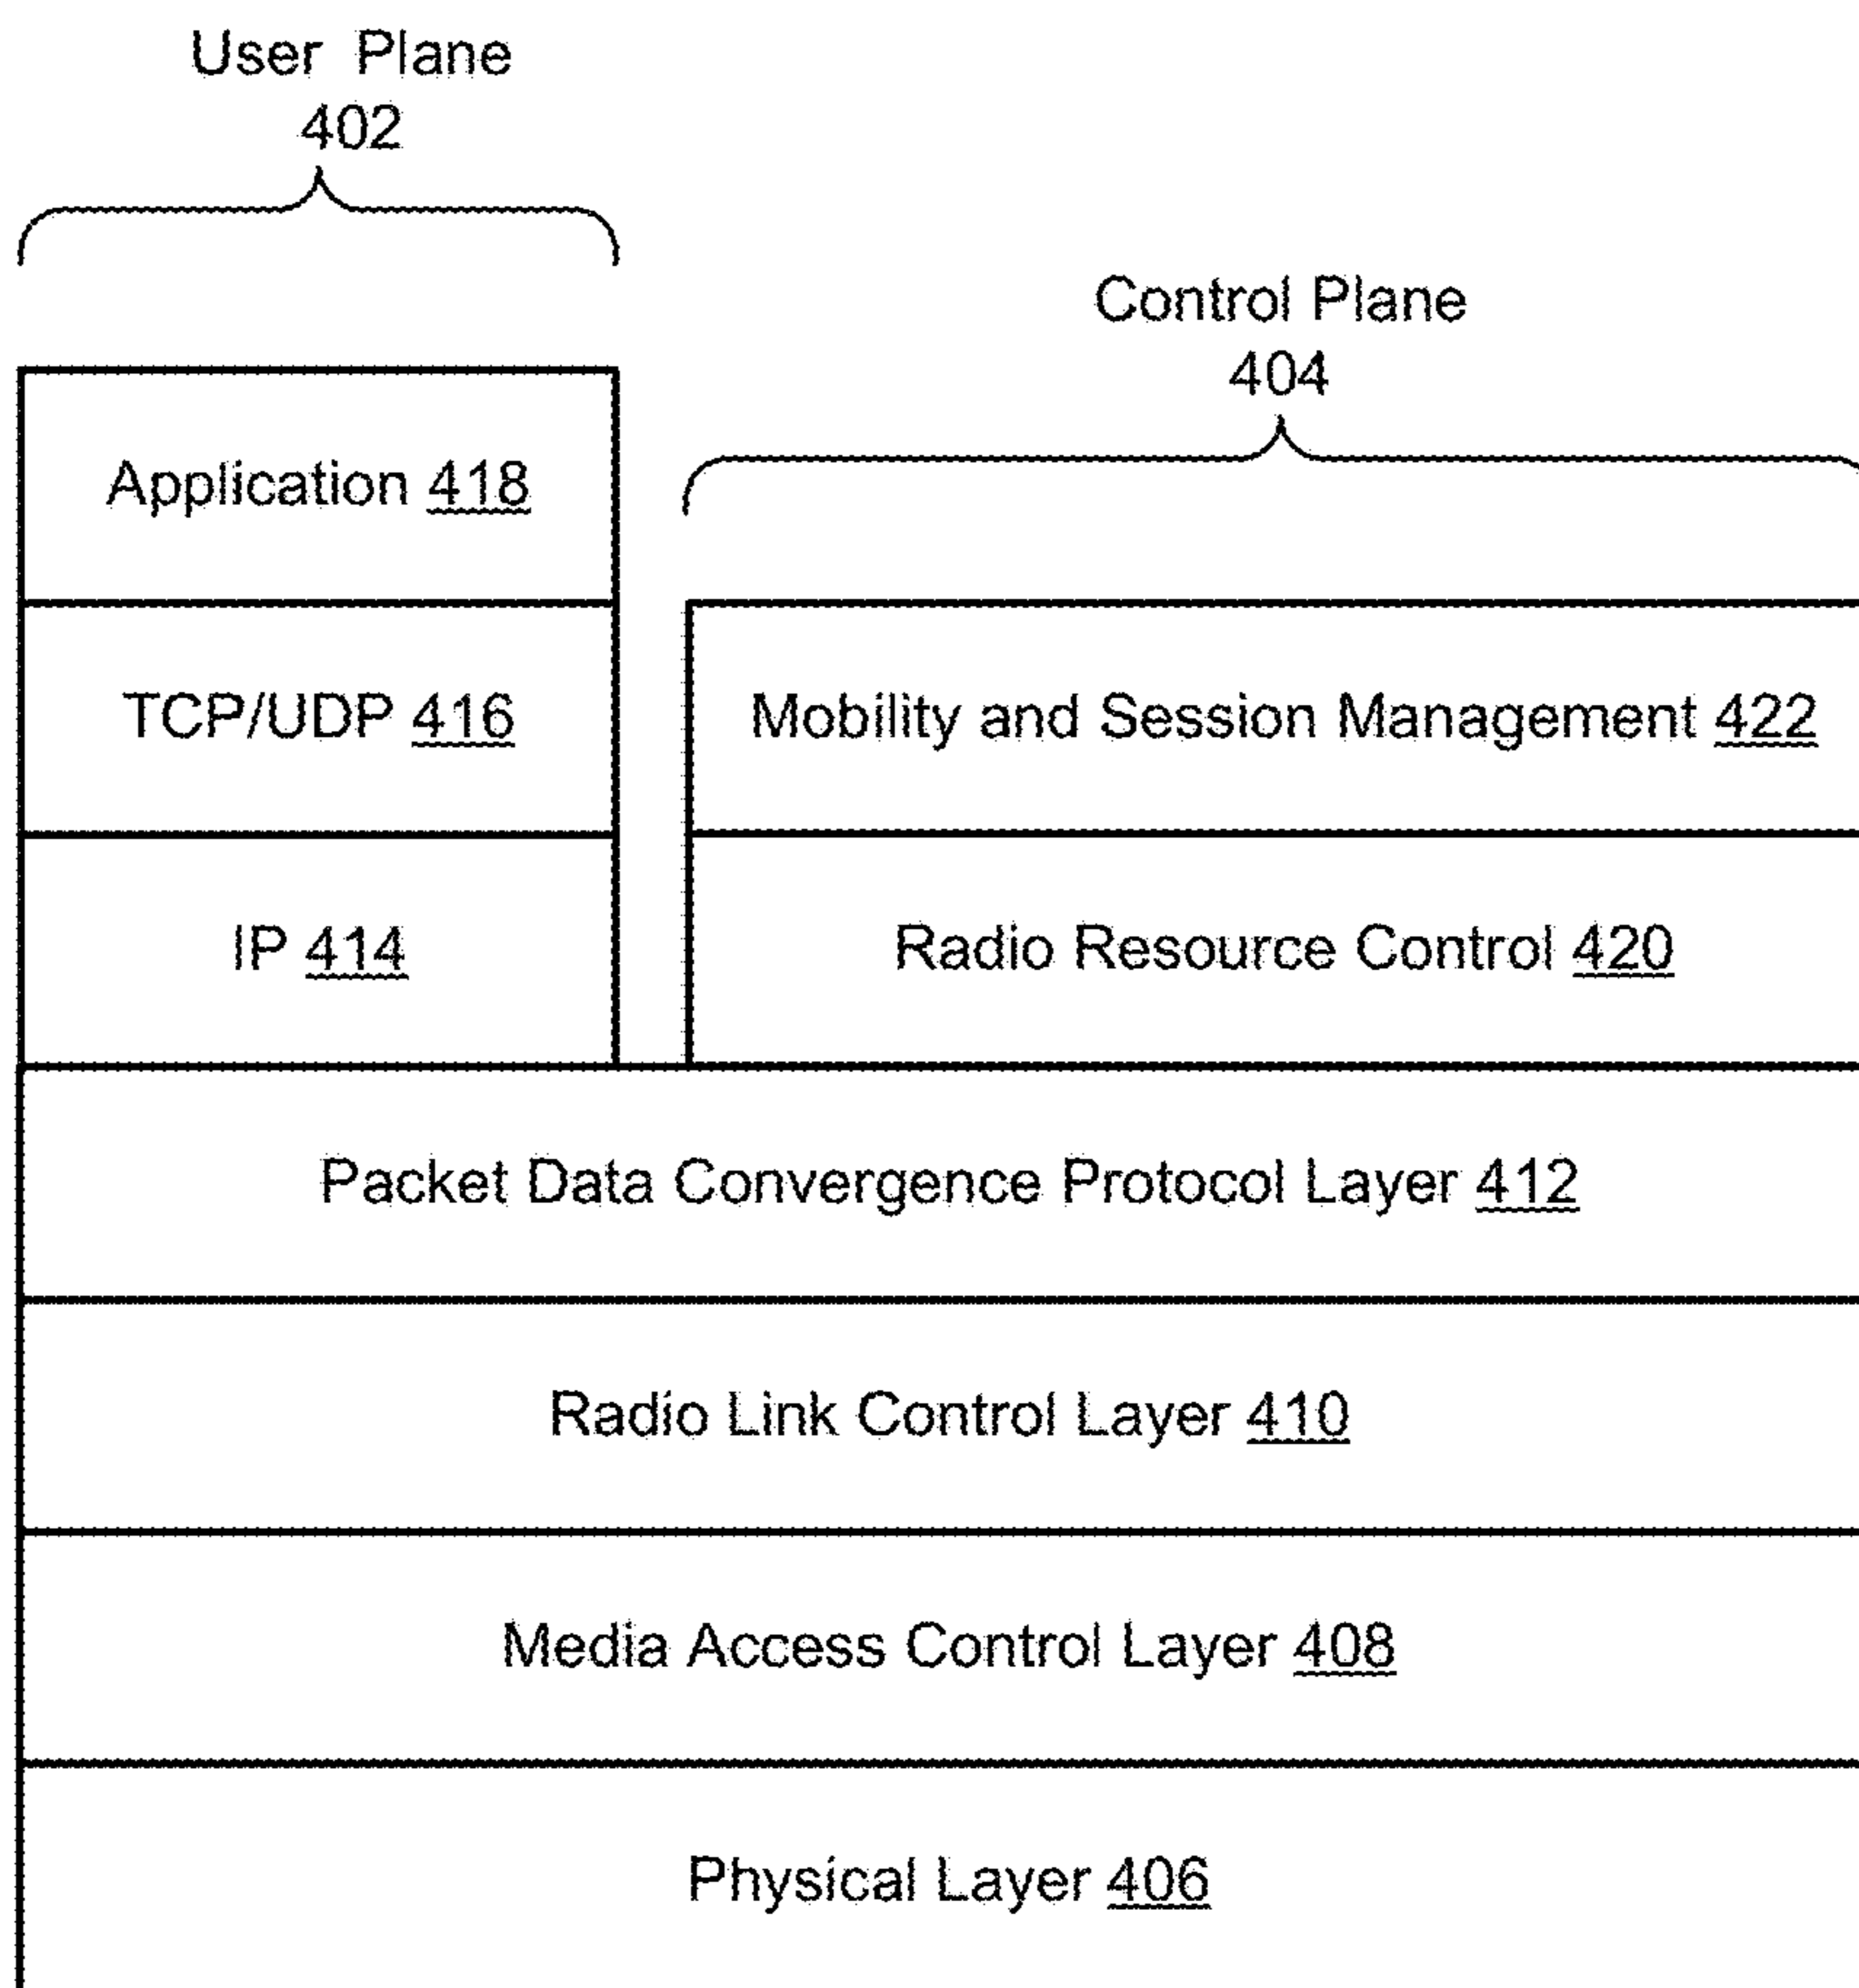 User Plane
402
Control Plane
404
Application 418
TCP/UDP 416
Mobility and Session Management 422
IP 414
Radio Resource Control 420
Packet Data Convergence Protocol Layer 412
Radio Link Control Layer 410
Media Access Control Layer 408
Physical Layer 406